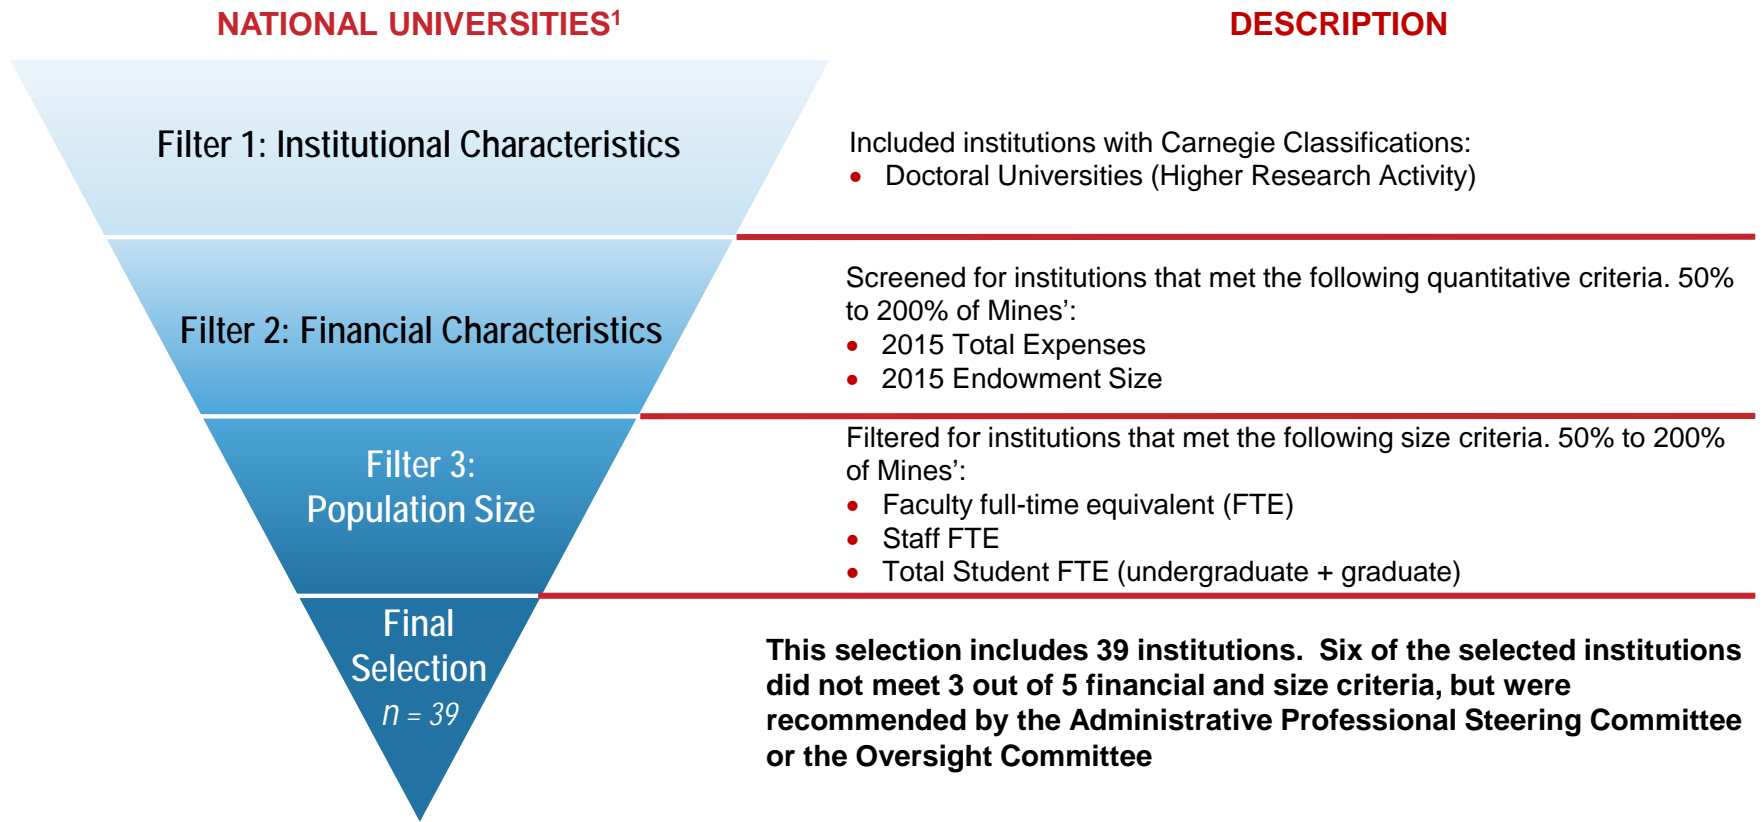 NATIONAL UNIVERSITIES¹
DESCRIPTION
Filter 1: Institutional Characteristics
Included institutions with Carnegie Classifications:
• Doctoral Universities (Higher Research Activity)
Filter 2: Financial Characteristics
Screened for institutions that met the following quantitative criteria. 50%
to 200% of Mines’:
• 2015 Total Expenses
• 2015 Endowment Size
Filter 3:
Population Size
Filtered for institutions that met the following size criteria. 50% to 200%
of Mines’:
• Faculty full-time equivalent (FTE)
• Staff FTE
• Total Student FTE (undergraduate + graduate)
Final
Selection
n = 39
This selection includes 39 institutions.  Six of the selected institutions
did not meet 3 out of 5 financial and size criteria, but were
recommended by the Administrative Professional Steering Committee
or the Oversight Committee